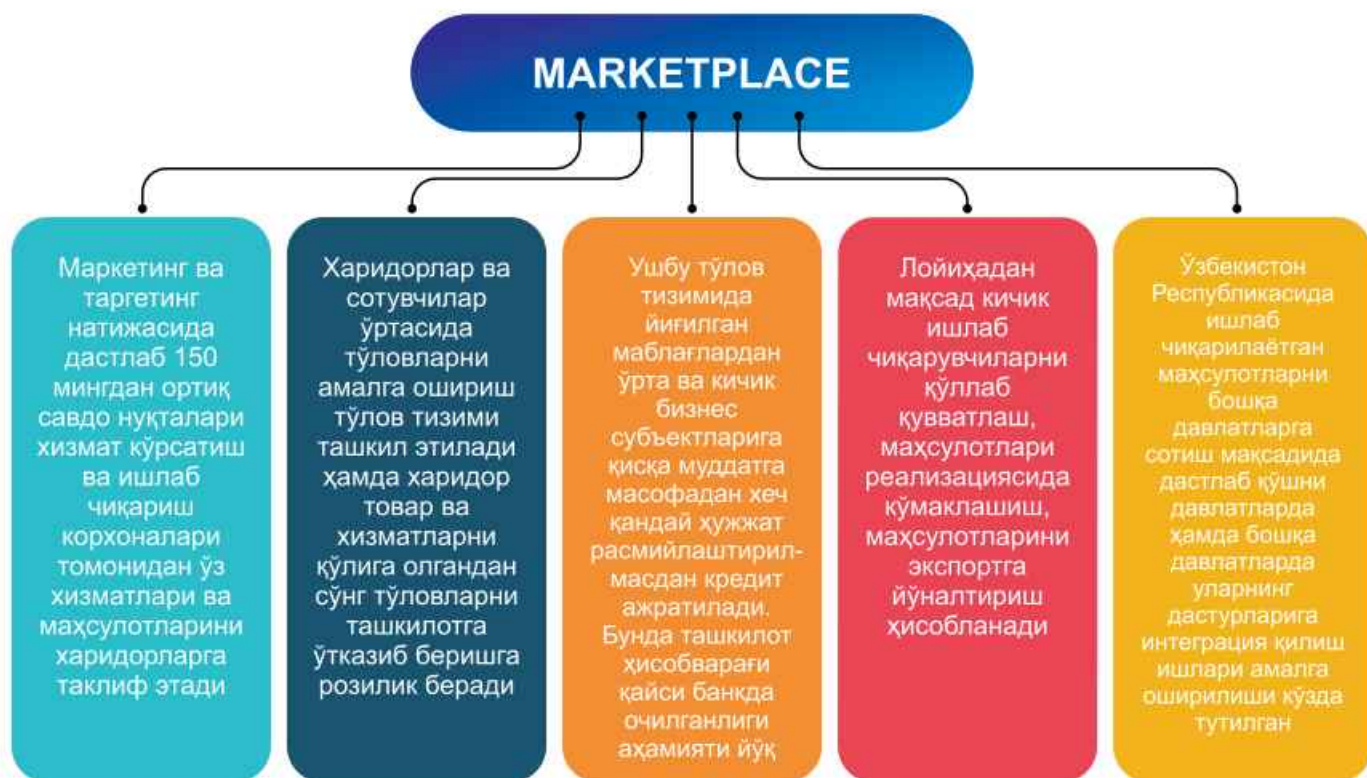 MARKETPLACE
Маркетинг ва
таргетинг
натижасида
дастлаб 150
мингдан ортиқ
савдо нуқталари
хизмат кўрсатиш
ва ишлаб
чиқариш
корхоналари
томонидан ўз
хизматлари ва
маҳсулотларини
харидорларга
таклиф этади
Харидорлар ва
сотувчилар
ўртасида
тўловларни
амалга ошириш
тўлов тизими
ташкил этилади
ҳамда харидор
товар ва
хизматларни
қўлига олгандан
сўнг тўловларни
ташкилотга
ўтказиб беришга
розилик беради
Ушбу тўлов
тизимида
йиғилган
маблағлардан
ўрта ва кичик
бизнес
субъектларига
қисқа муддатга
масофадан хеч
қандай ҳужжат
расмийлаштирил-
масдан кредит
ажратилади.
Бунда ташкилот
ҳисобварағи
қайси банкда
очилганлиги
аҳамияти йўқ
Лойиҳадан
мақсад кичик
ишлаб
чиқарувчиларни
қўллаб
қувватлаш,
маҳсулотлари
реализациясида
кўмаклашиш,
маҳсулотларини
экспортга
йўналтириш
ҳисобланади
Ўзбекистон
Республикасида
ишлаб
чиқарилаётган
маҳсулотларни
бошқа
давлатларга
сотиш мақсадида
дастлаб қўшни
давлатларда
ҳамда бошқа
давлатларда
уларнинг
дастурларига
интеграция қилиш
ишлари амалга
оширилиши кўзда
тутилган